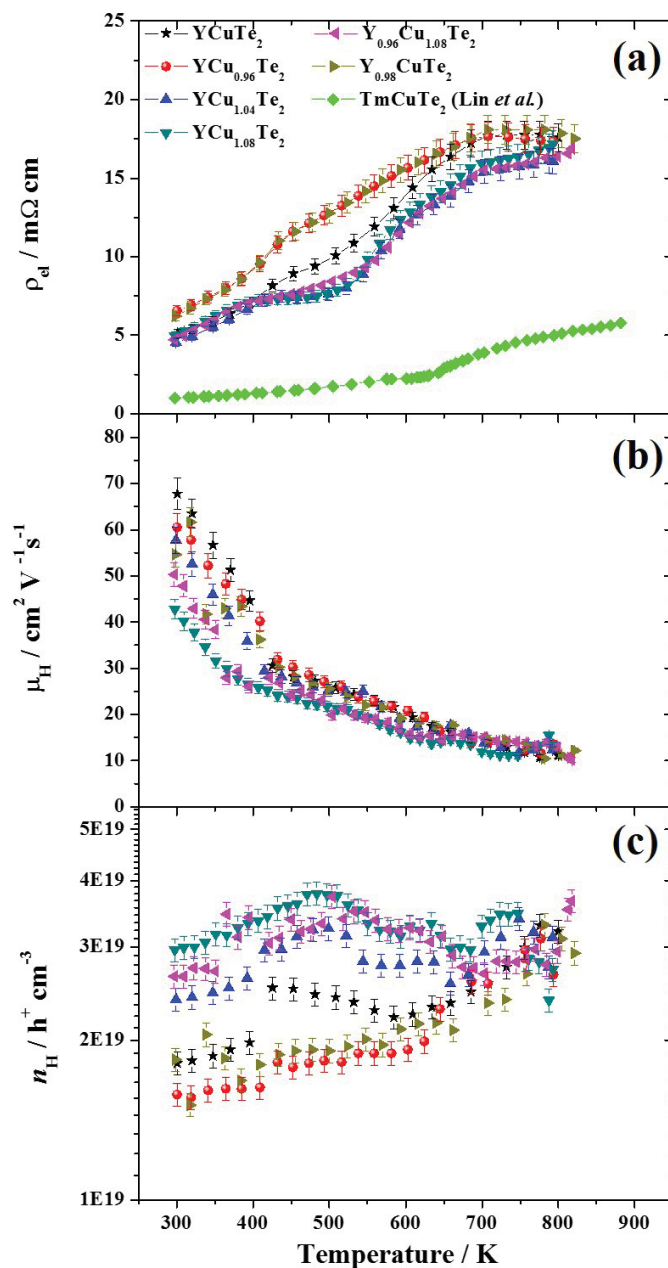 25
20
15
10
5
0
ρel / mΩ cm
YCuTe2
YCu0.96Te2
YCu1.04Te2
YCu1.08Te2
Y0.96Cu1.08Te2
Y0.98CuTe2
TmCuTe2 (Lin et al.)
(a)
80
70
60
50
40
30
20
10
0
μH / cm2 V-1s-1
(b)
5E19
4E19
3E19
2E19
1E19
nH / h+ cm-3
(c)
300 400 500 600 700 800 900
Temperature / K